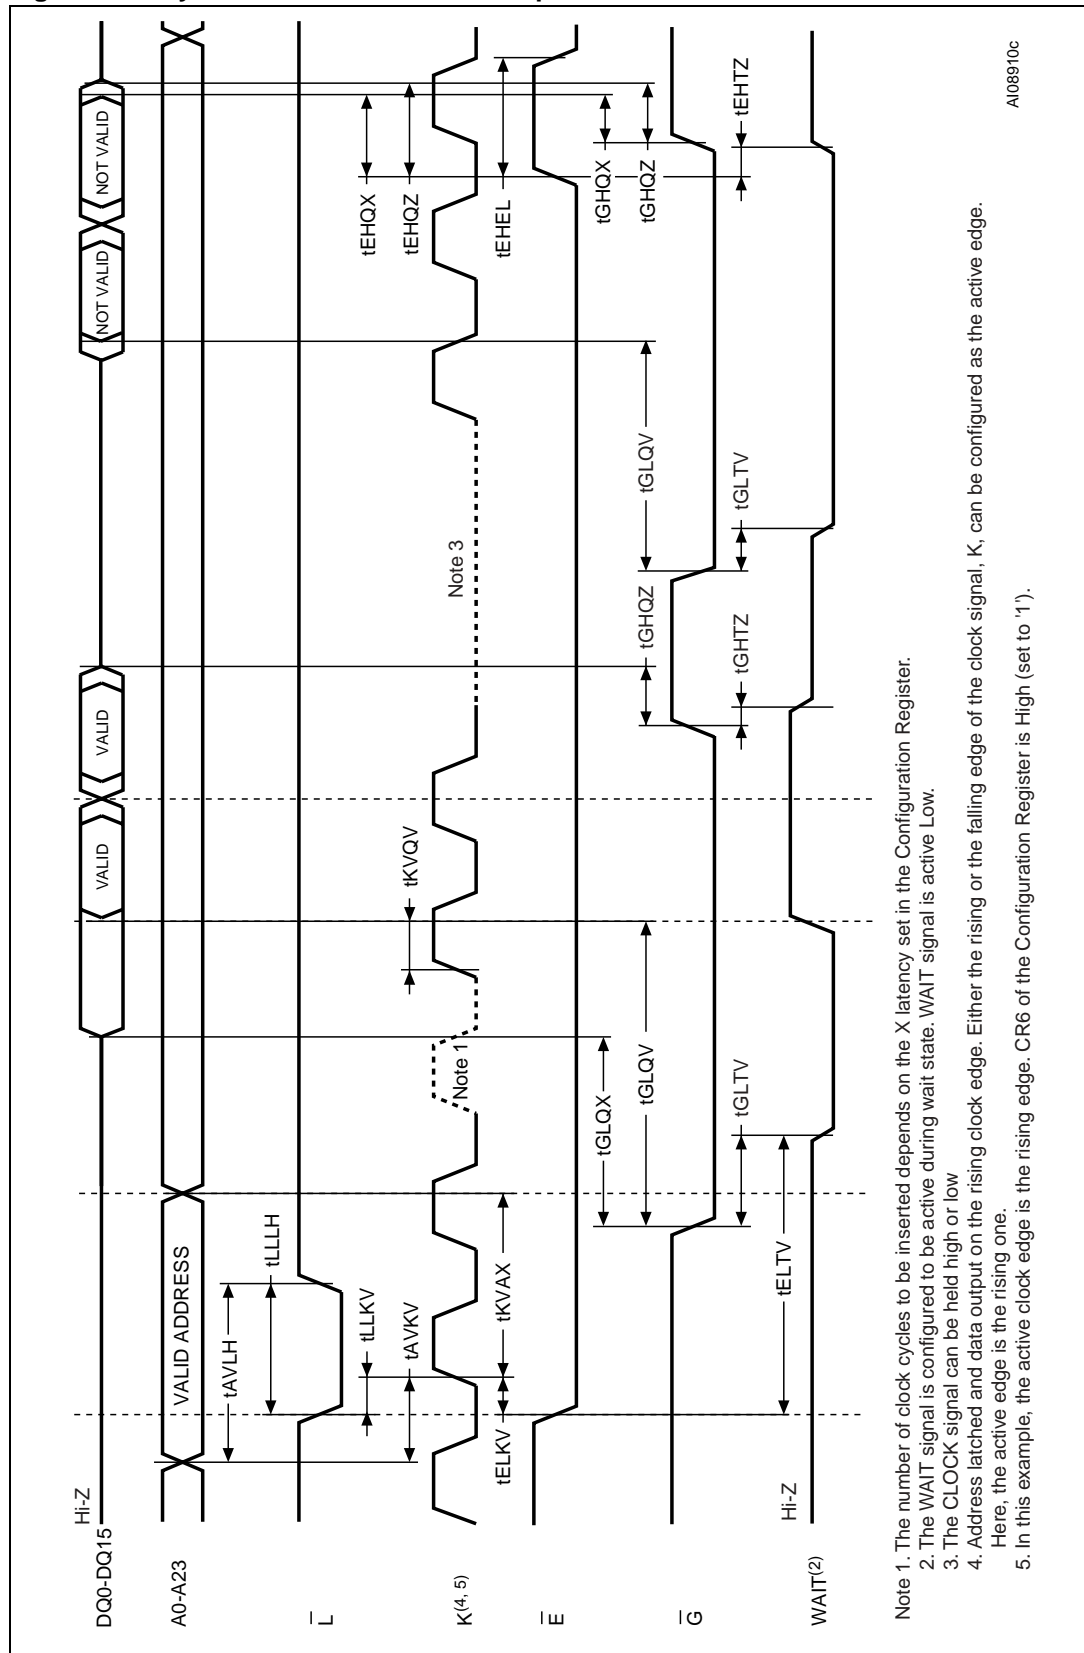 DQ0-DQ15
Hi-Z
VALID
VALID
NOT VALID
NOT VALID
A0-A23
VALID ADDRESS
tAVLH
L
tLLLH
tLLKV
tEHQX
tAVKV
tKVQV
tEHQZ
K(4, 5)
Note 1
Note 3
tELKV
tKVAX
tEHEL
E
tGLQX
tGHQX
tGLQV
tGHQZ
tGLQV
tGHQZ
G
tGLTV
tGHTZ
tGLTV
tEHTZ
tELTV
Hi-Z
WAIT(2)
Note 1. The number of clock cycles to be inserted depends on the X latency set in the Configuration Register.
2. The WAIT signal is configured to be active during wait state. WAIT signal is active Low.
3. The CLOCK signal can be held high or low
4. Address latched and data output on the rising clock edge. Either the rising or the falling edge of the clock signal, K, can be configured as the active edge.
Here, the active edge is the rising one.
5. In this example, the active clock edge is the rising edge. CR6 of the Configuration Register is High (set to '1').
AI08910c